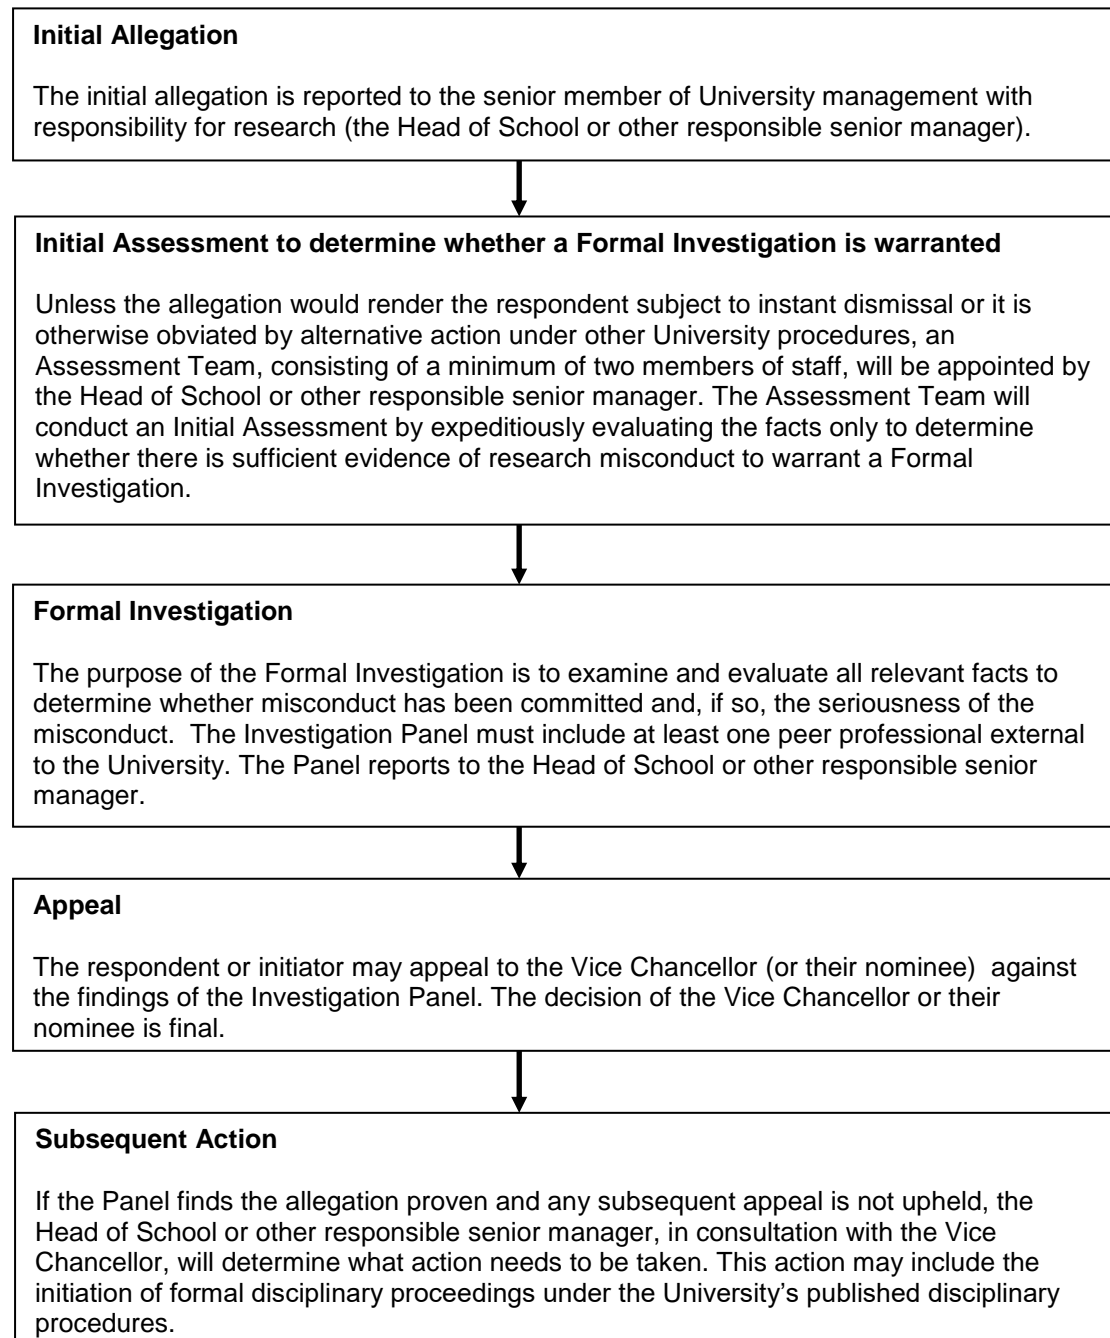 Initial Allegation
The initial allegation is reported to the senior member of University management with
responsibility for research (the Head of School or other responsible senior manager).
Initial Assessment to determine whether a Formal Investigation is warranted
Unless the allegation would render the respondent subject to instant dismissal or it is
otherwise obviated by alternative action under other University procedures, an
Assessment Team, consisting of a minimum of two members of staff, will be appointed by
the Head of School or other responsible senior manager. The Assessment Team will
conduct an Initial Assessment by expeditiously evaluating the facts only to determine
whether there is sufficient evidence of research misconduct to warrant a Formal
Investigation.
Formal Investigation
The purpose of the Formal Investigation is to examine and evaluate all relevant facts to
determine whether misconduct has been committed and, if so, the seriousness of the
misconduct.  The Investigation Panel must include at least one peer professional external
to the University. The Panel reports to the Head of School or other responsible senior
manager.
Appeal
The respondent or initiator may appeal to the Vice Chancellor (or their nominee)  against
the findings of the Investigation Panel. The decision of the Vice Chancellor or their
nominee is final.
Subsequent Action
If the Panel finds the allegation proven and any subsequent appeal is not upheld, the
Head of School or other responsible senior manager, in consultation with the Vice
Chancellor, will determine what action needs to be taken. This action may include the
initiation of formal disciplinary proceedings under the University’s published disciplinary
procedures.